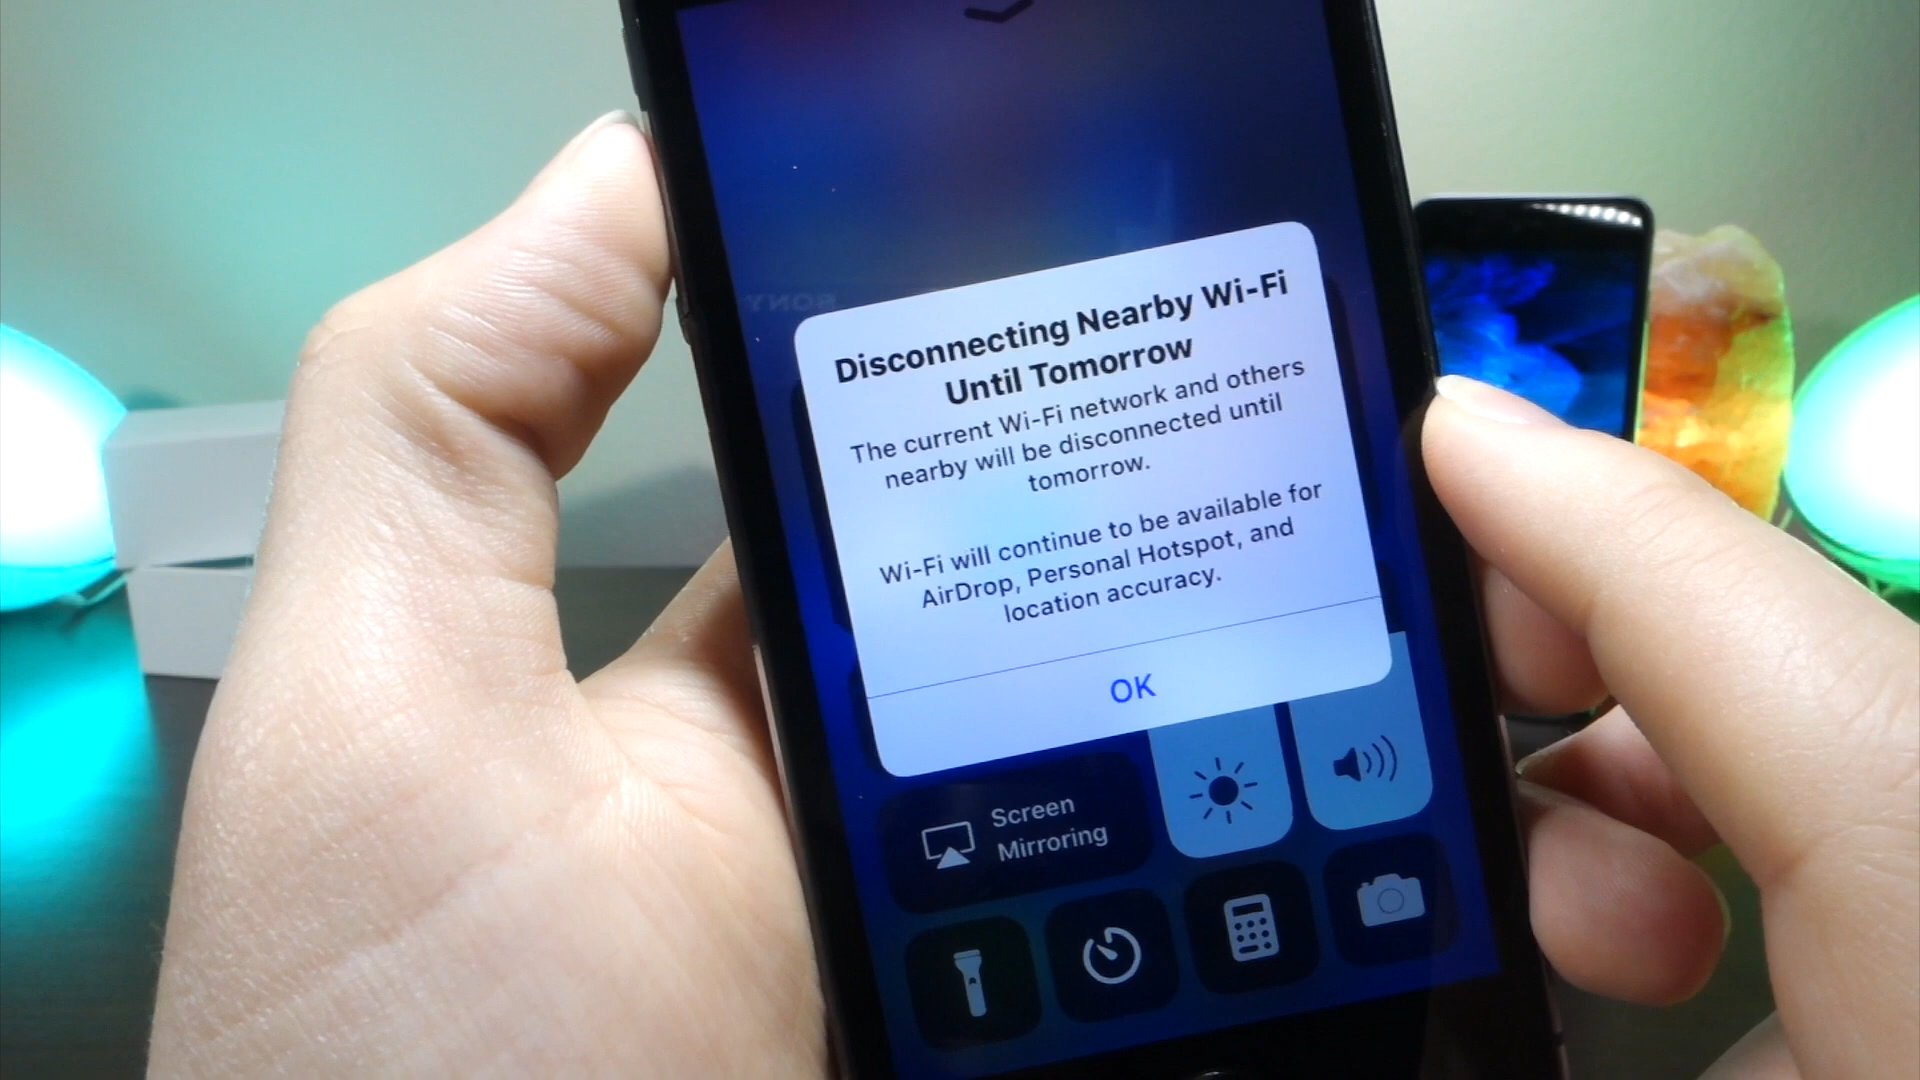 Disconnecting Nearby Wi-Fi
Until Tomorrow
The current Wi-Fi network and others
nearby will be disconnected until
tomorrow.
Wi-Fi will continue to be available for
AirDrop, Personal Hotspot, and
location accuracy.
OK
Screen
Mirroring
SONY